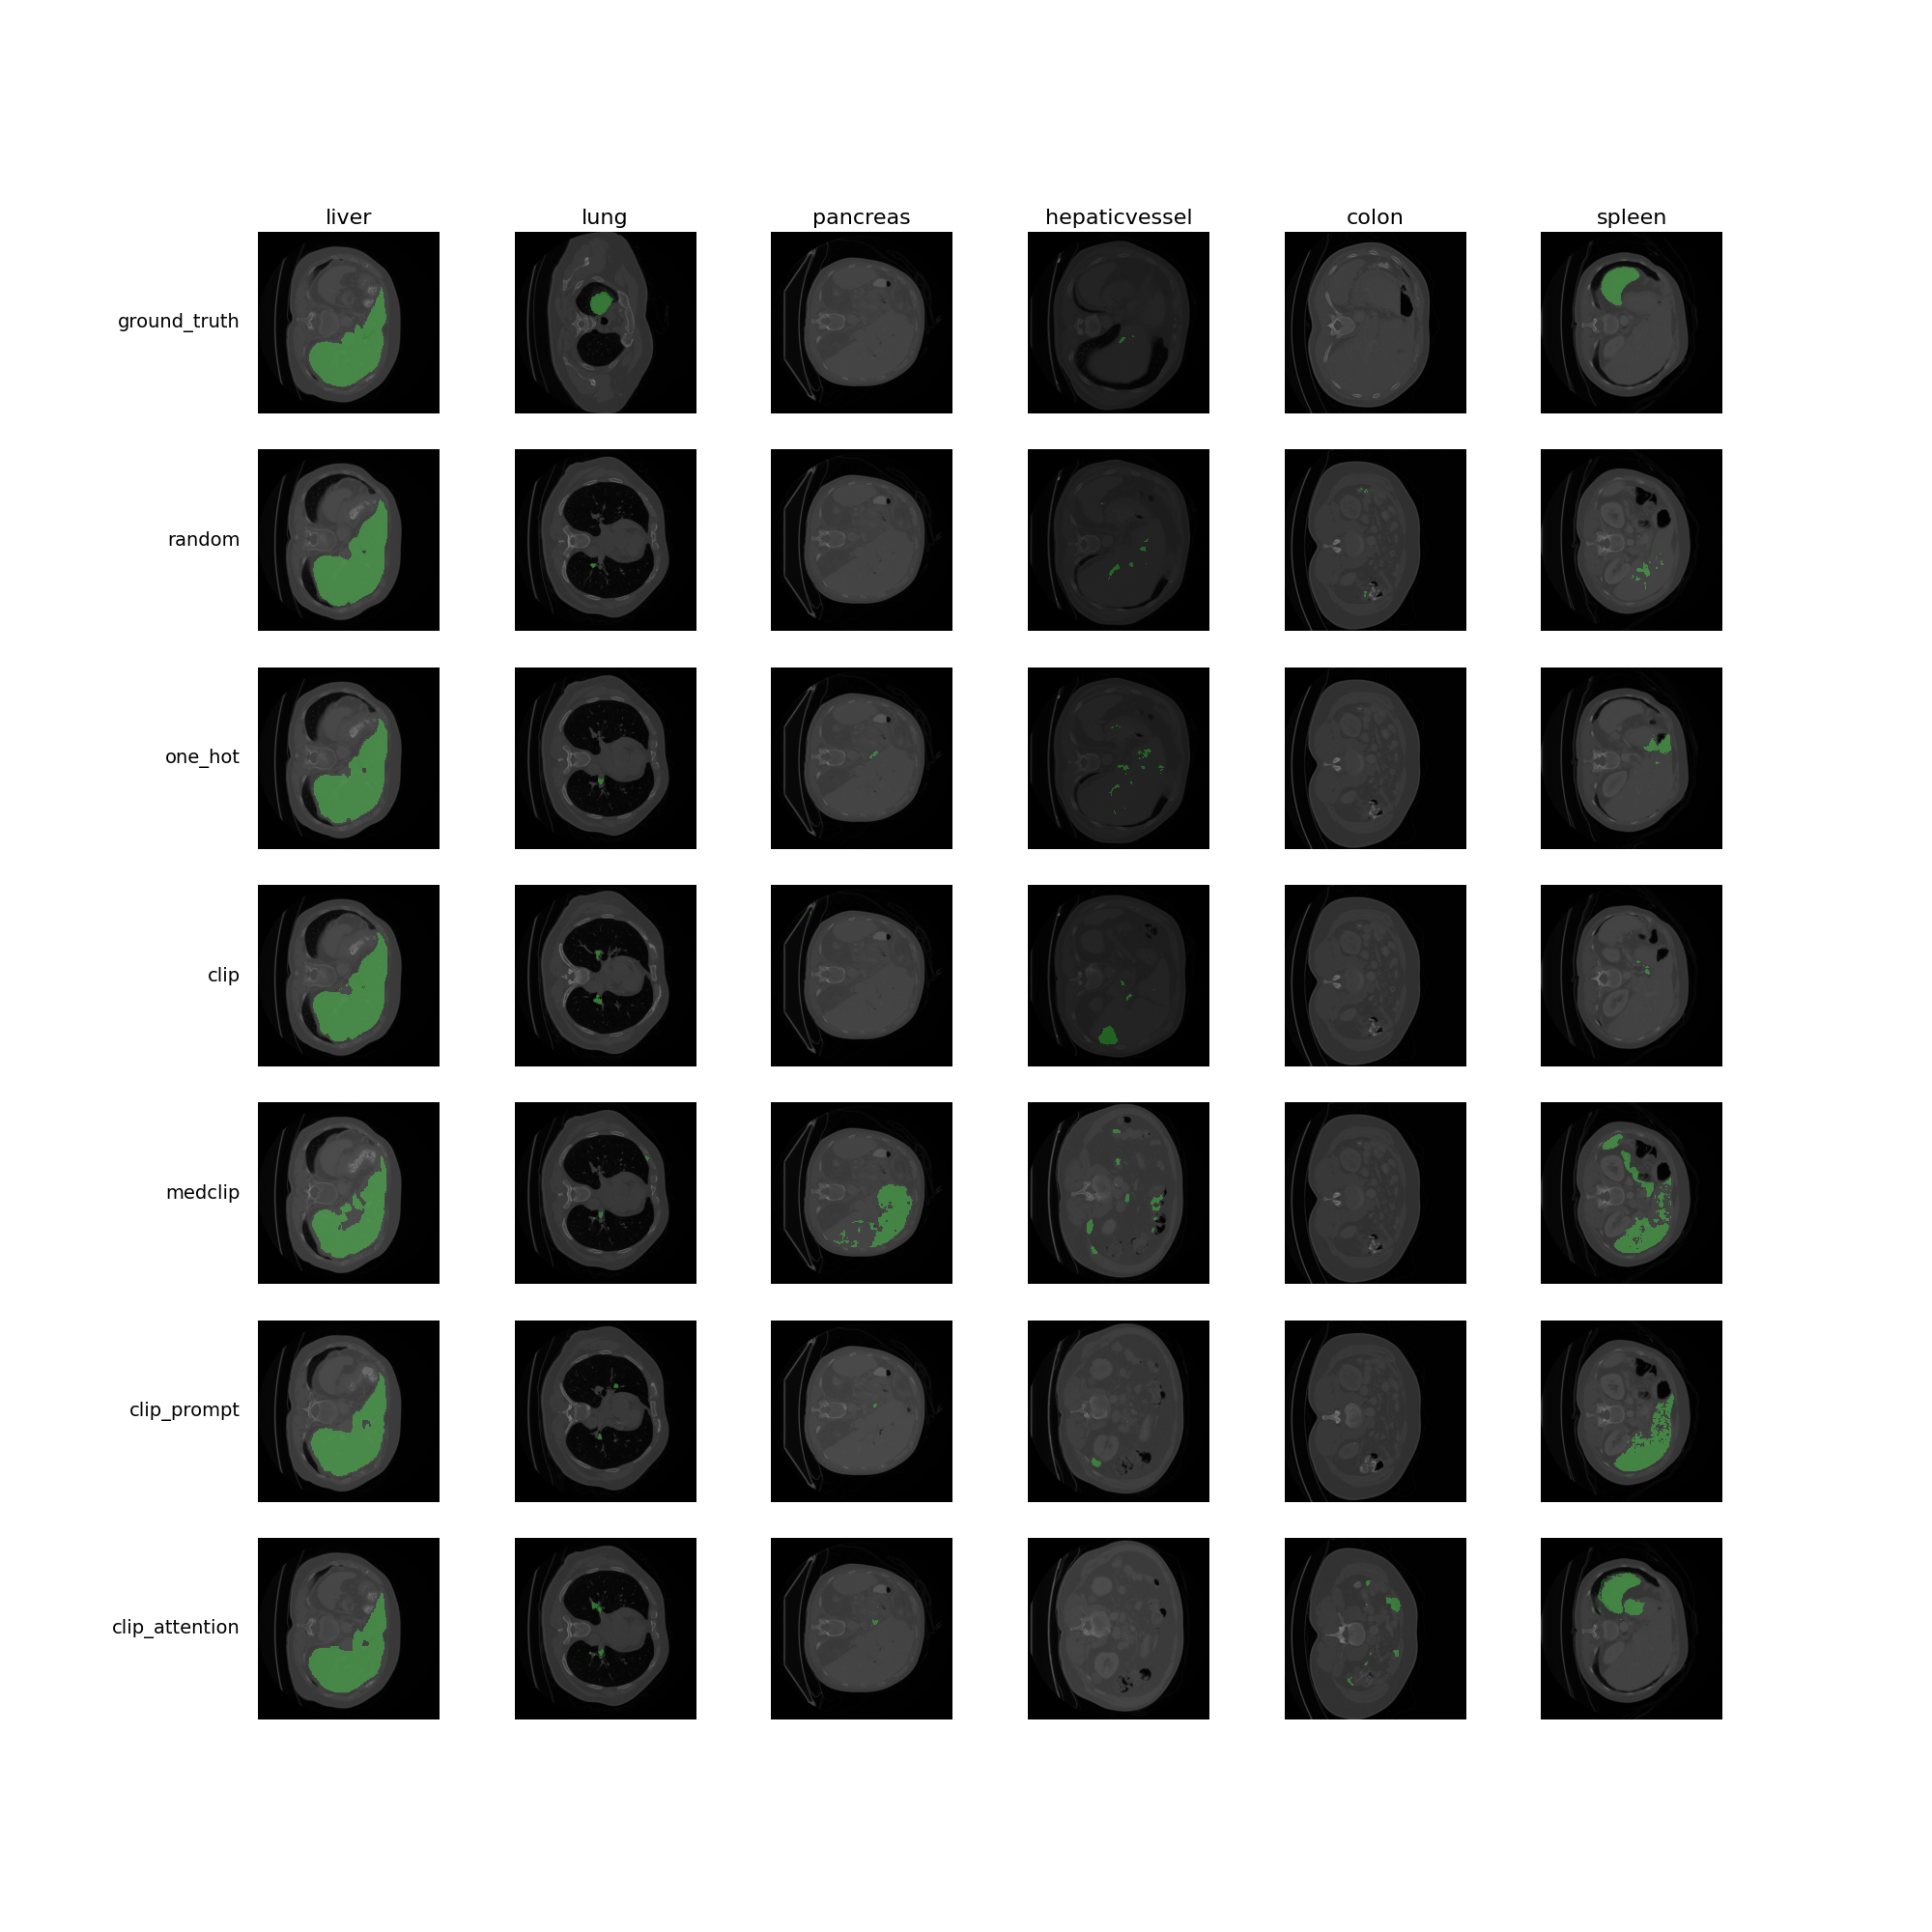 liver lung pancreas hepaticvessel colon spleen
ground_truth
random
one_hot
clip
medclip
clip_prompt
clip_attention